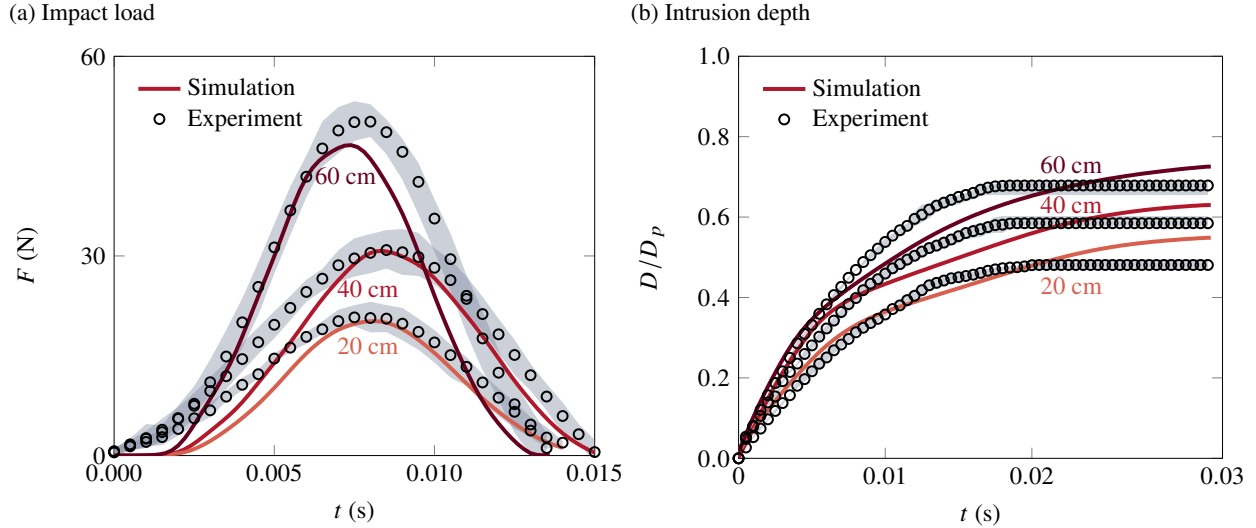 (a) Impact load
60
30
0
F (N)
Simulation
Experiment
60 cm
40 cm
20 cm
0.000
0.005
0.010
0.015
t (s)
(b) Intrusion depth
1.0
0.8
0.6
0.4
0.2
0.0
D/D_p
Simulation
Experiment
60 cm
40 cm
20 cm
0
0.01
0.02
0.03
t (s)